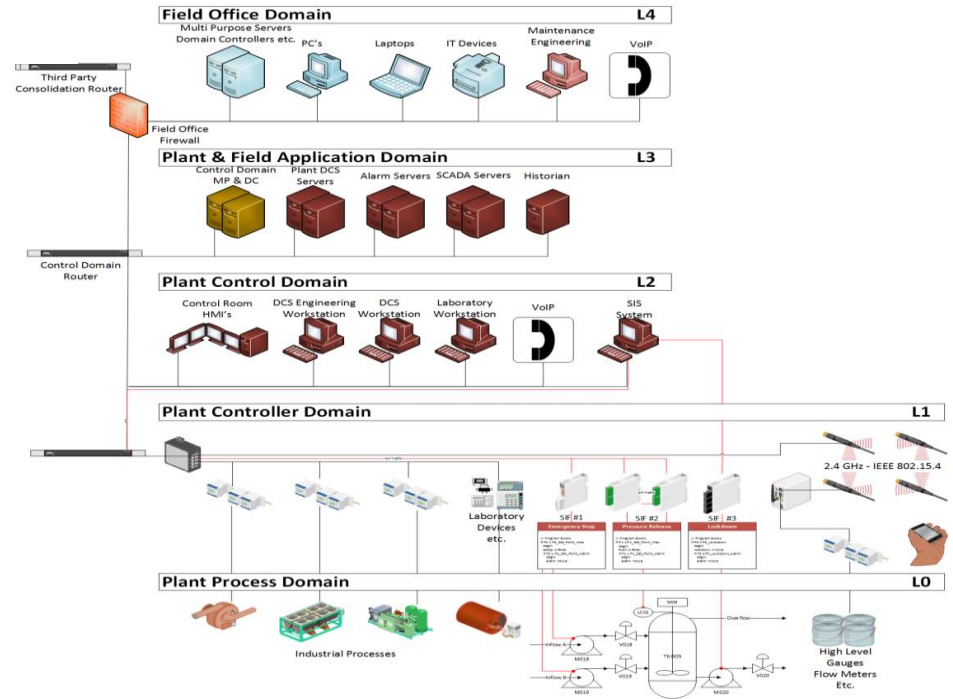 Field Office Domain L4
Multi Purpose Servers
Domain Controllers etc.
PC's
Laptops
IT Devices
Maintenance
Engineering
VoIP
Third Party
Consolidation Router
Field Office
Firewall
Plant & Field Application Domain L3
Control Domain
MP & DC
Plant DCS
Servers
Alarm Servers
SCADA Servers
Historian
Control Domain
Router
Plant Control Domain L2
Control Room
HMI's
DCS Engineering
Workstation
DCS
Workstation
Laboratory
Workstation
VoIP
SIS
System
Plant Controller Domain L1
2.4 GHz - IEEE 802.15.4
Laboratory
Devices
etc.
SIF #1
SIF #2
SIF #3
Emergency Stop
Pressure Release
Lockdown
Plant Process Domain L0
Industrial Processes
Overflow
Inflow A
V018
M018
TK005
Inflow B
V019
M019
M020
V020
High Level
Gauges
Flow Meters
Etc.